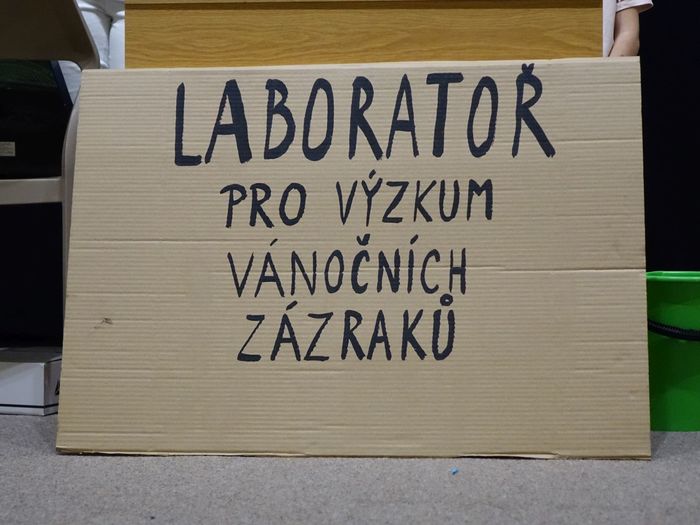 LABORATOŘ
PRO VÝZKUM
VÁNOČNÍCH
ZÁZRAKŮ